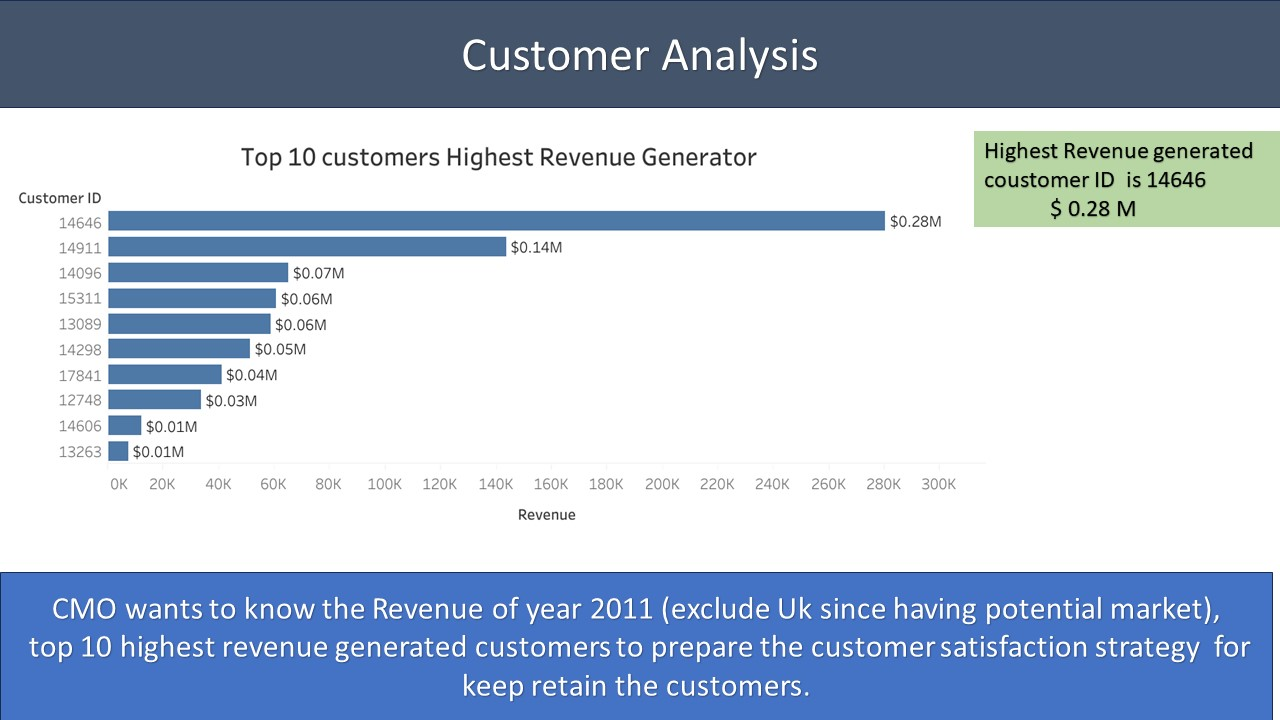 Customer Analysis
Top 10 customers Highest Revenue Generator
Highest Revenue generated
coustomer ID is 14646
$ 0.28 M
Customer ID
14646 $0.28M
14911 $0.14M
14096 $0.07M
15311 $0.06M
13089 $0.06M
14298 $0.05M
17841 $0.04M
12748 $0.03M
14606 $0.01M
13263 $0.01M
0K 20K 40K 60K 80K 100K 120K 140K 160K 180K 200K 220K 240K 260K 280K 300K
Revenue
CMO wants to know the Revenue of year 2011 (exclude Uk since having potential market),
top 10 highest revenue generated customers to prepare the customer satisfaction strategy for
keep retain the customers.